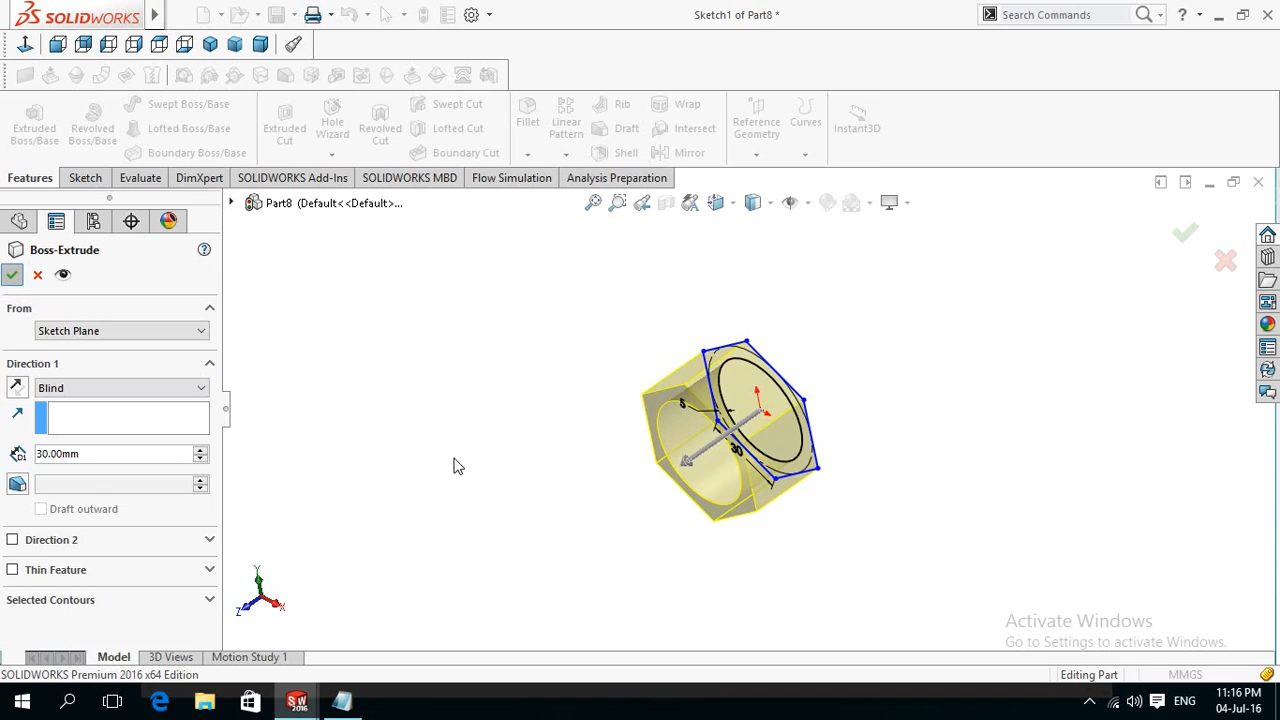 SOLIDWORKS
Sketch1 of Part8 *
Search Commands
?
Extruded Boss/Base
Revolved Boss/Base
Swept Boss/Base
Lofted Boss/Base
Boundary Boss/Base
Extruded Cut
Hole Wizard
Revolved Cut
Swept Cut
Lofted Cut
Boundary Cut
Fillet
Linear Pattern
Rib
Draft
Shell
Wrap
Intersect
Mirror
Reference Geometry
Curves
Instant3D
Features Sketch Evaluate DimXpert SOLIDWORKS Add-Ins SOLIDWORKS MBD Flow Simulation Analysis Preparation
Part8 (Default<<Default>...
Boss-Extrude
?
From
Sketch Plane
Direction 1
Blind
30.00mm
Draft outward
Direction 2
Thin Feature
Selected Contours
5
30
Y
Z
X
Activate Windows
Go to Settings to activate Windows.
Model 3D Views Motion Study 1
SOLIDWORKS Premium 2016 x64 Edition
Editing Part
MMGS
SW
2016
ENG
11:16 PM
04-Jul-16